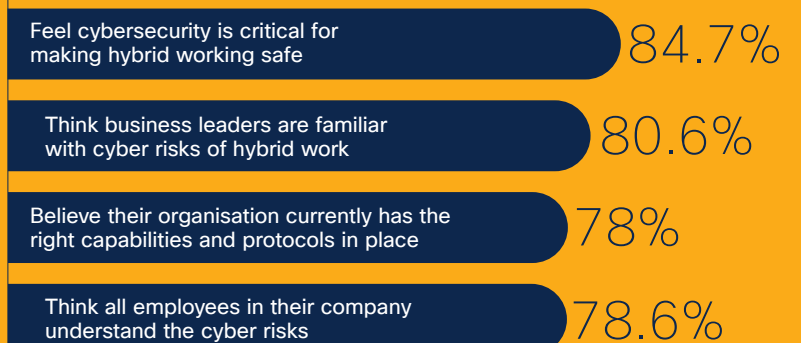 Feel cybersecurity is critical for
making hybrid working safe
84.7%
Think business leaders are familiar
with cyber risks of hybrid work
80.6%
Believe their organisation currently has the
right capabilities and protocols in place
78%
Think all employees in their company
understand the cyber risks
78.6%